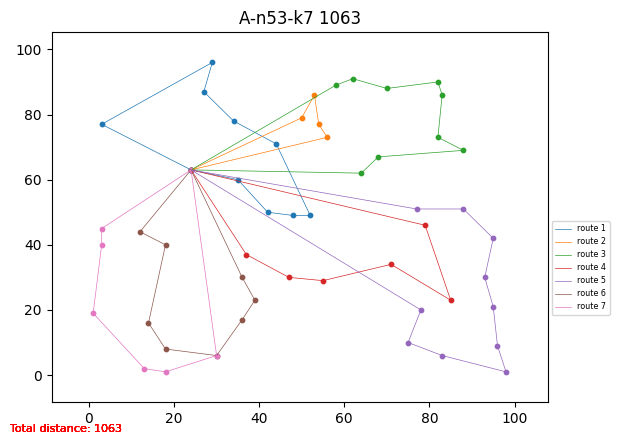 A-n53-k7 1063
100
80
60
40
20
0
0 20 40 60 80 100
route 1
route 2
route 3
route 4
route 5
route 6
route 7
Total distance: 1063